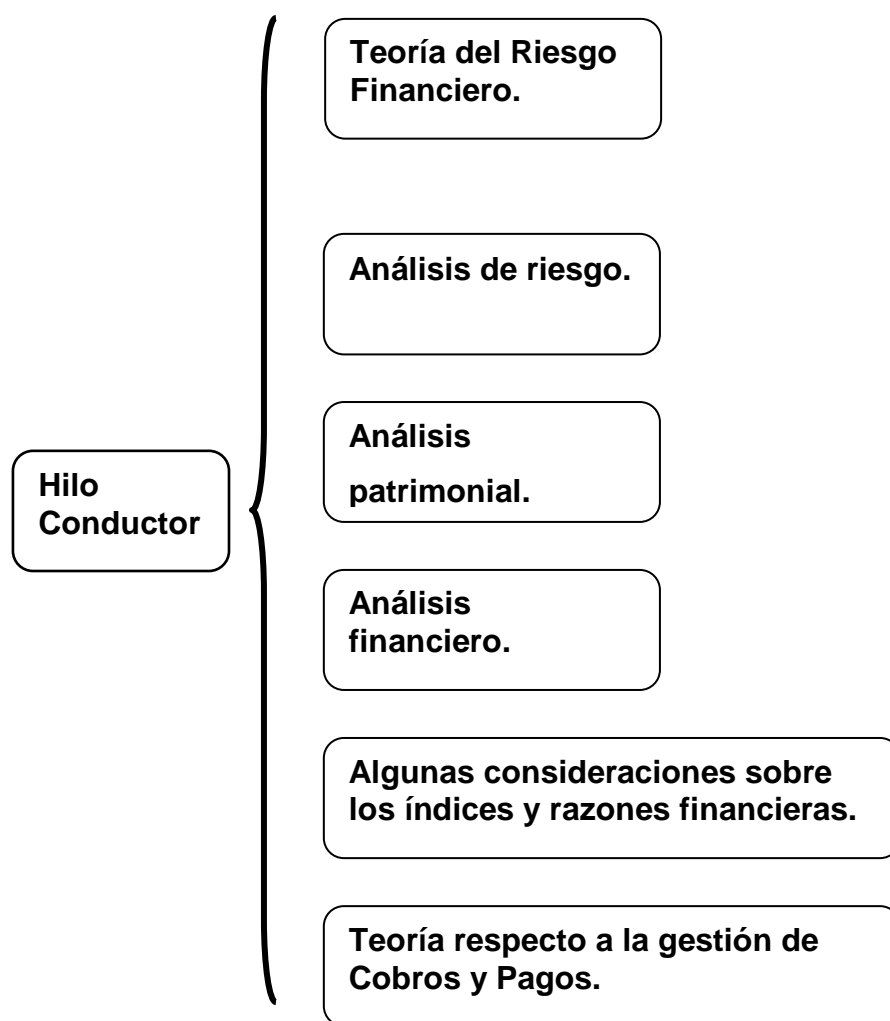 Hilo
Conductor
Teoría del Riesgo
Financiero.
Análisis de riesgo.
Análisis
patrimonial.
Análisis
financiero.
Algunas consideraciones sobre
los índices y razones financieras.
Teoría respecto a la gestión de
Cobros y Pagos.